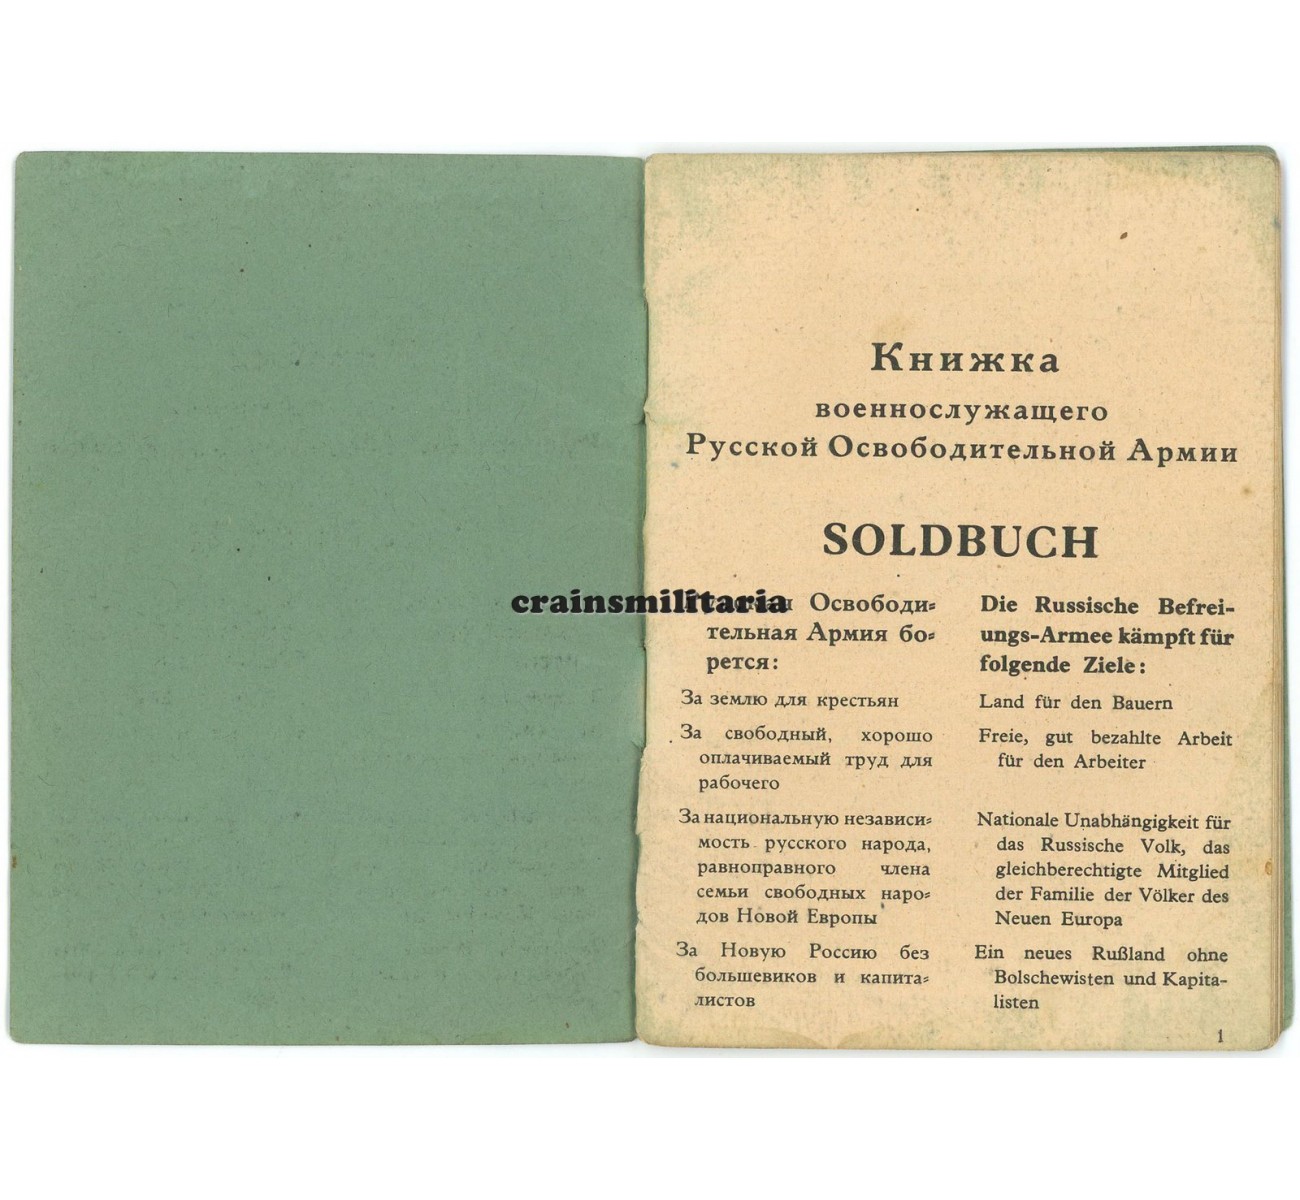 Книжка
военнослужащего
Русской Освободительной Армии
SOLDBUCH
crainsmilitaria
Освободи=
тельная Армия бо=
рется:
За землю для крестьян
За свободный, хорошо
оплачиваемый труд для
рабочего
За национальную независи=
мость русского народа,
равноправного члена
семьи свободных наро=
дов Новой Европы
За Новую Россию без
большевиков и капита=
листов
Die Russische Befrei-
ungs-Armee kämpft für
folgende Ziele:
Land für den Bauern
Freie, gut bezahlte Arbeit
für den Arbeiter
Nationale Unabhängigkeit für
das Russische Volk, das
gleichberechtigte Mitglied
der Familie der Völker des
Neuen Europa
Ein neues Rußland ohne
Bolschewisten und Kapita-
listen
1